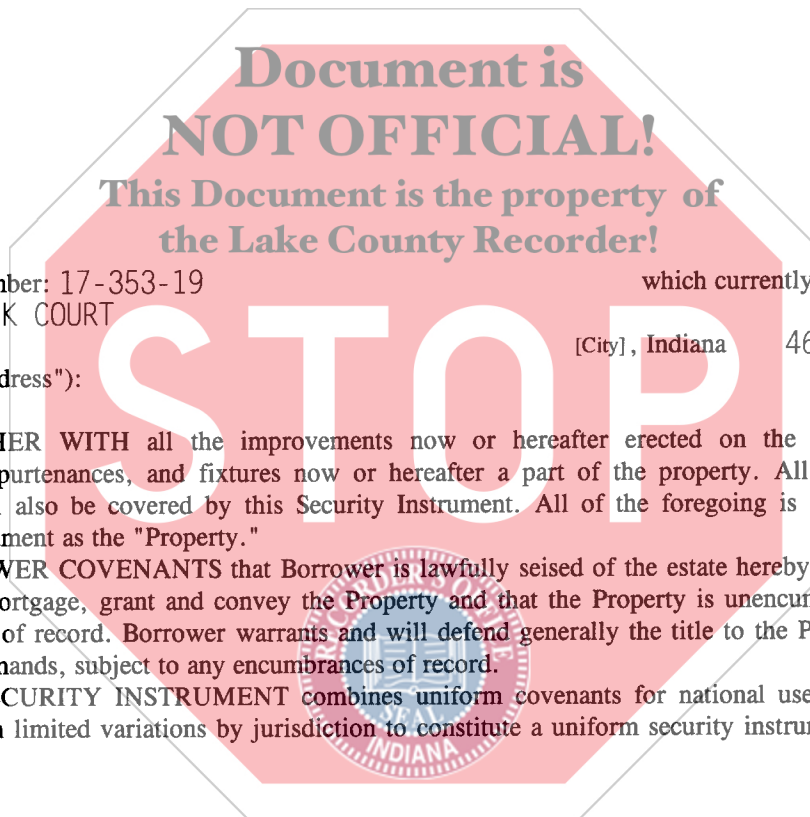 Document is
NOT OFFICIAL!
This Document is the property of
the Lake County Recorder!
nber: 17-353-19 which currently
K COURT
[City], Indiana 46
dress"):
STOP
HER WITH all the improvements now or hereafter erected on the
purtenances, and fixtures now or hereafter a part of the property. All
also be covered by this Security Instrument. All of the foregoing is
ment as the "Property."
WER COVENANTS that Borrower is lawfully seised of the estate hereby
ortgage, grant and convey the Property and that the Property is unencu
of record. Borrower warrants and will defend generally the title to the P
nands, subject to any encumbrances of record.
CURITY INSTRUMENT combines uniform covenants for national use
limited variations by jurisdiction to constitute a uniform security instru
RECORDER'S OFFICE
SEAL
INDIANA